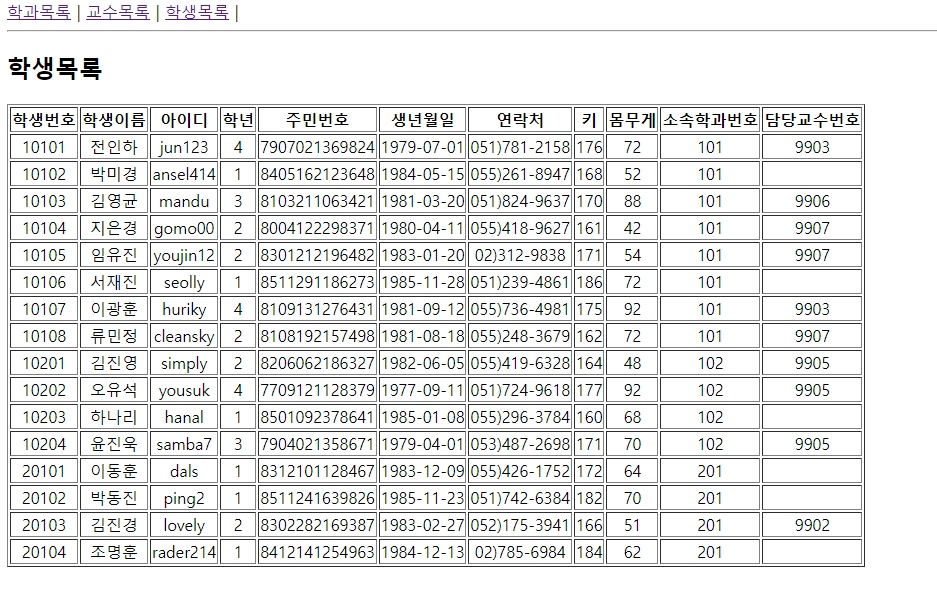 학과목록 | 교수목록 | 학생목록 |
학생목록
학생번호 학생이름 아이디 학년 주민번호 생년월일 연락처 키 몸무게 소속학과번호 담당교수번호
10101 전인하 jun123 4 7907021369824 1979-07-01 051)781-2158 176 72 101 9903
10102 박미경 ansel414 1 8405162123648 1984-05-15 055)261-8947 168 52 101
10103 김영균 mandu 3 8103211063421 1981-03-20 051)824-9637 170 88 101 9906
10104 지은경 gomo00 2 8004122298371 1980-04-11 055)418-9627 161 42 101 9907
10105 임유진 youjin12 2 8301212196482 1983-01-20 02)312-9838 171 54 101 9907
10106 서재진 seolly 1 8511291186273 1985-11-28 051)239-4861 186 72 101
10107 이광훈 huriky 4 8109131276431 1981-09-12 055)736-4981 175 92 101 9903
10108 류민정 cleansky 2 8108192157498 1981-08-18 055)248-3679 162 72 101 9907
10201 김진영 simply 2 8206062186327 1982-06-05 055)419-6328 164 48 102 9905
10202 오유석 yousuk 4 7709121128379 1977-09-11 051)724-9618 177 92 102 9905
10203 하나리 hanal 1 8501092378641 1985-01-08 055)296-3784 160 68 102
10204 윤진욱 samba7 3 7904021358671 1979-04-01 053)487-2698 171 70 102 9905
20101 이동훈 dals 1 8312101128467 1983-12-09 055)426-1752 172 64 201
20102 박동진 ping2 1 8511241639826 1985-11-23 051)742-6384 182 70 201
20103 김진경 lovely 2 8302282169387 1983-02-27 052)175-3941 166 51 201 9902
20104 조명훈 rader214 1 8412141254963 1984-12-13 02)785-6984 184 62 201